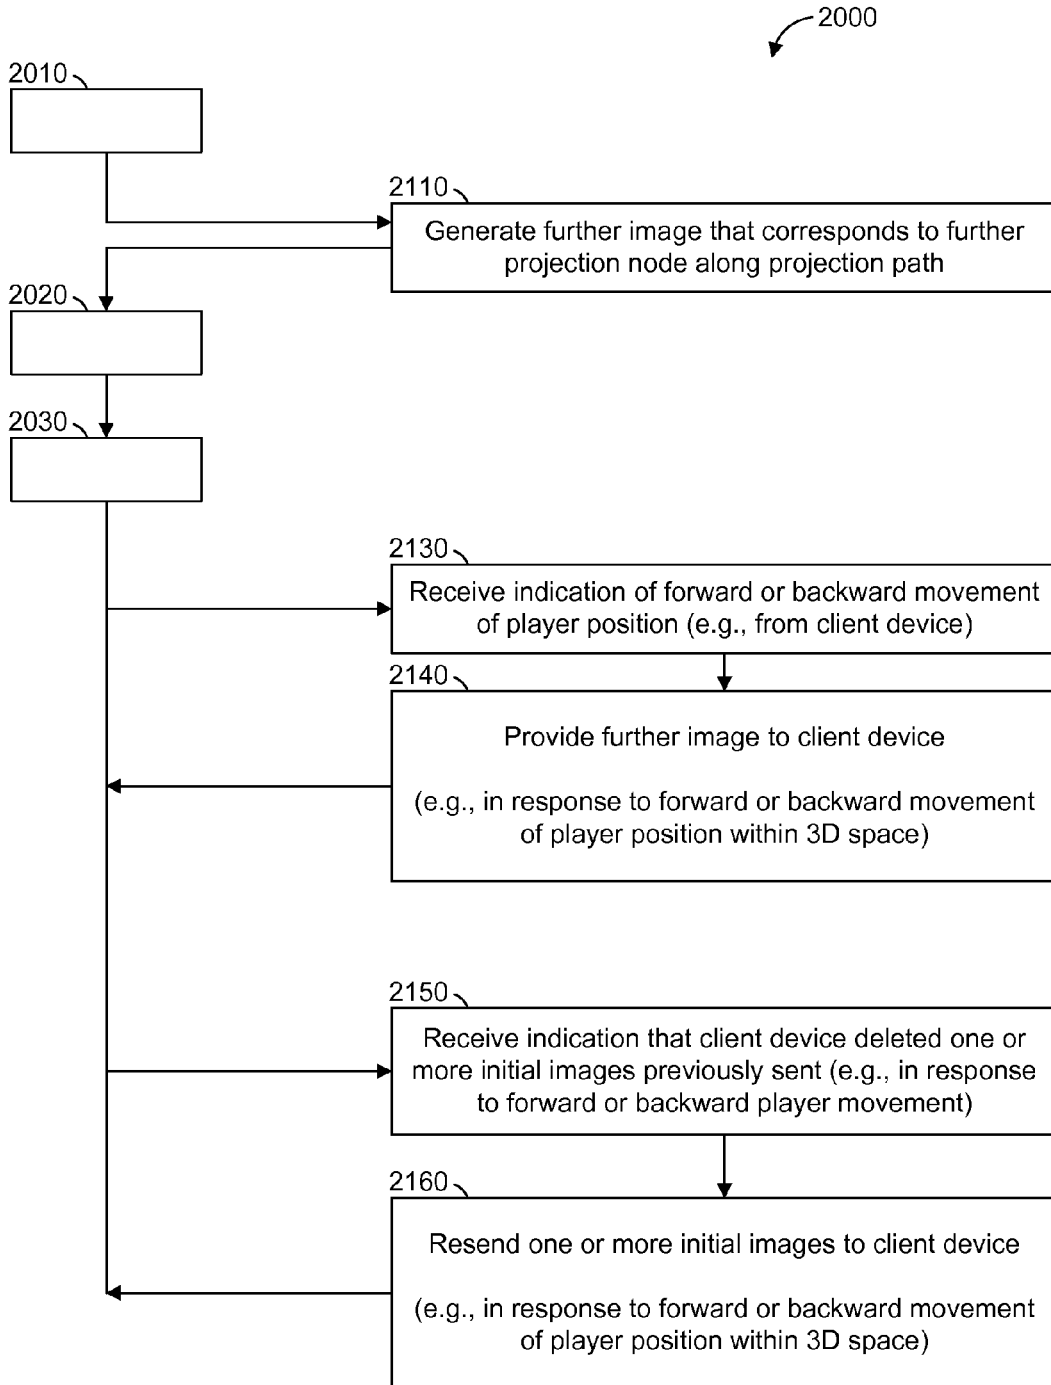 2000
2010
2110
Generate further image that corresponds to further
projection node along projection path
2020
2030
2130
Receive indication of forward or backward movement
of player position (e.g., from client device)
2140
Provide further image to client device
(e.g., in response to forward or backward movement
of player position within 3D space)
2150
Receive indication that client device deleted one or
more initial images previously sent (e.g., in response
to forward or backward player movement)
2160
Resend one or more initial images to client device
(e.g., in response to forward or backward movement
of player position within 3D space)